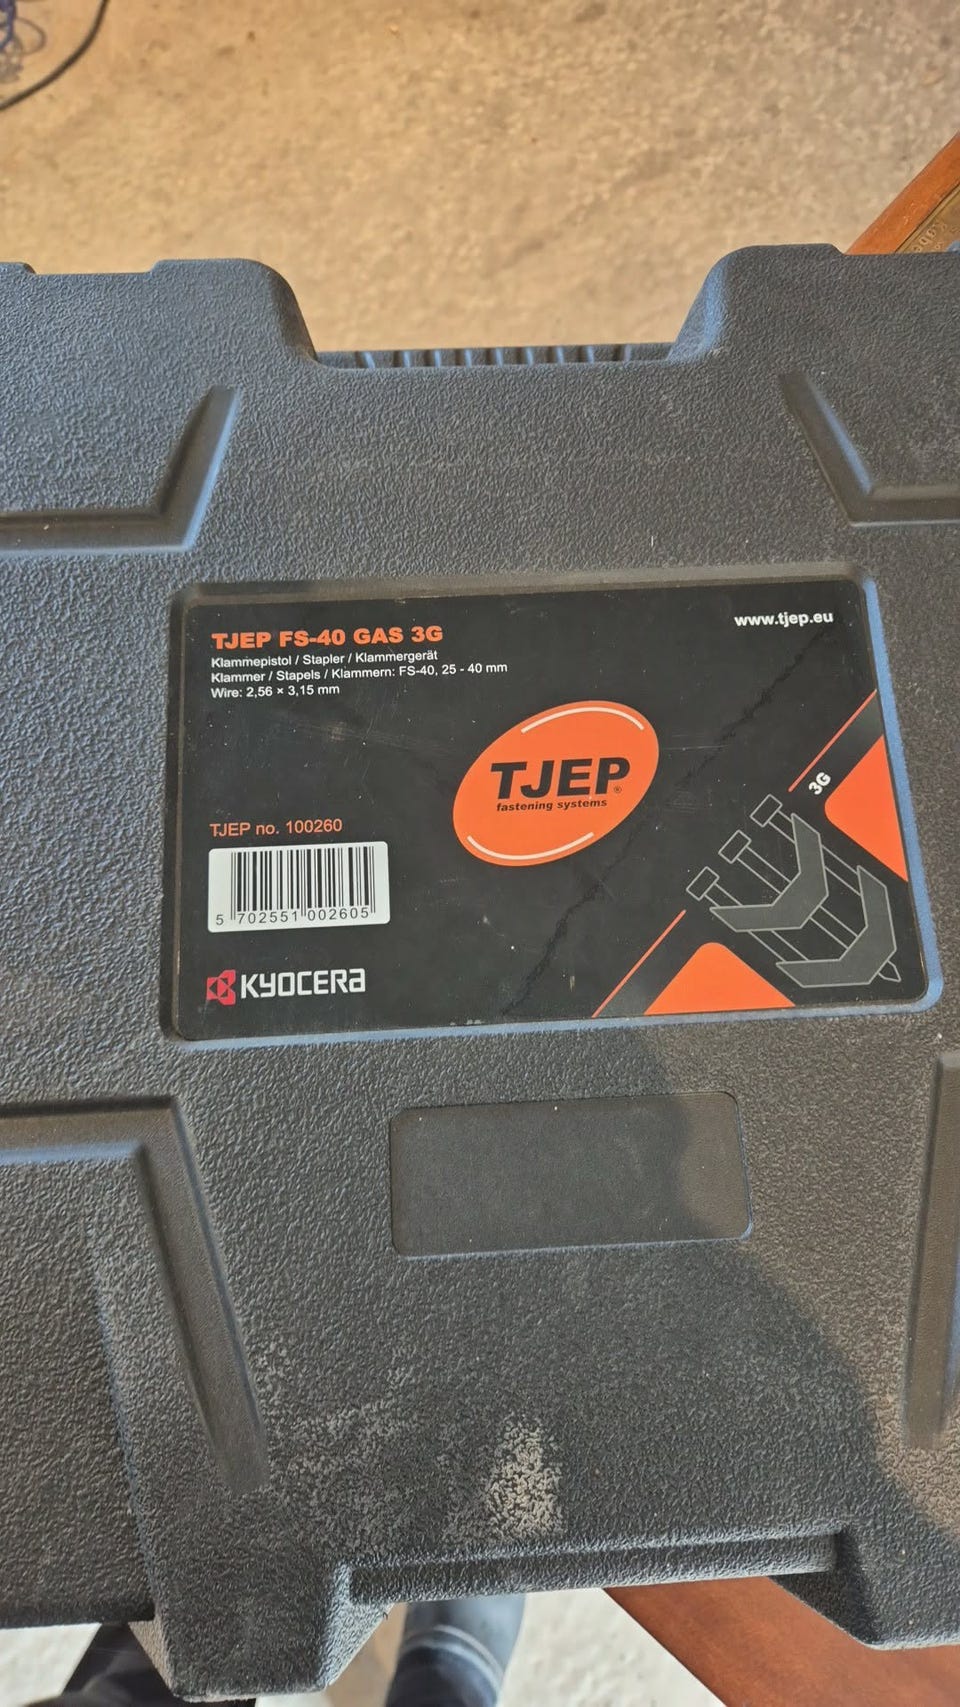 TJEP FS-40 GAS 3G
Klammepistol / Stapler / Klammergerät
Klammer / Stapels / Klammern: FS-40, 25 - 40 mm
Wire: 2,56 × 3,15 mm
www.tjep.eu
TJEP®
fastening systems
3G
TJEP no. 100260
5 702551 002605
KYOCERA